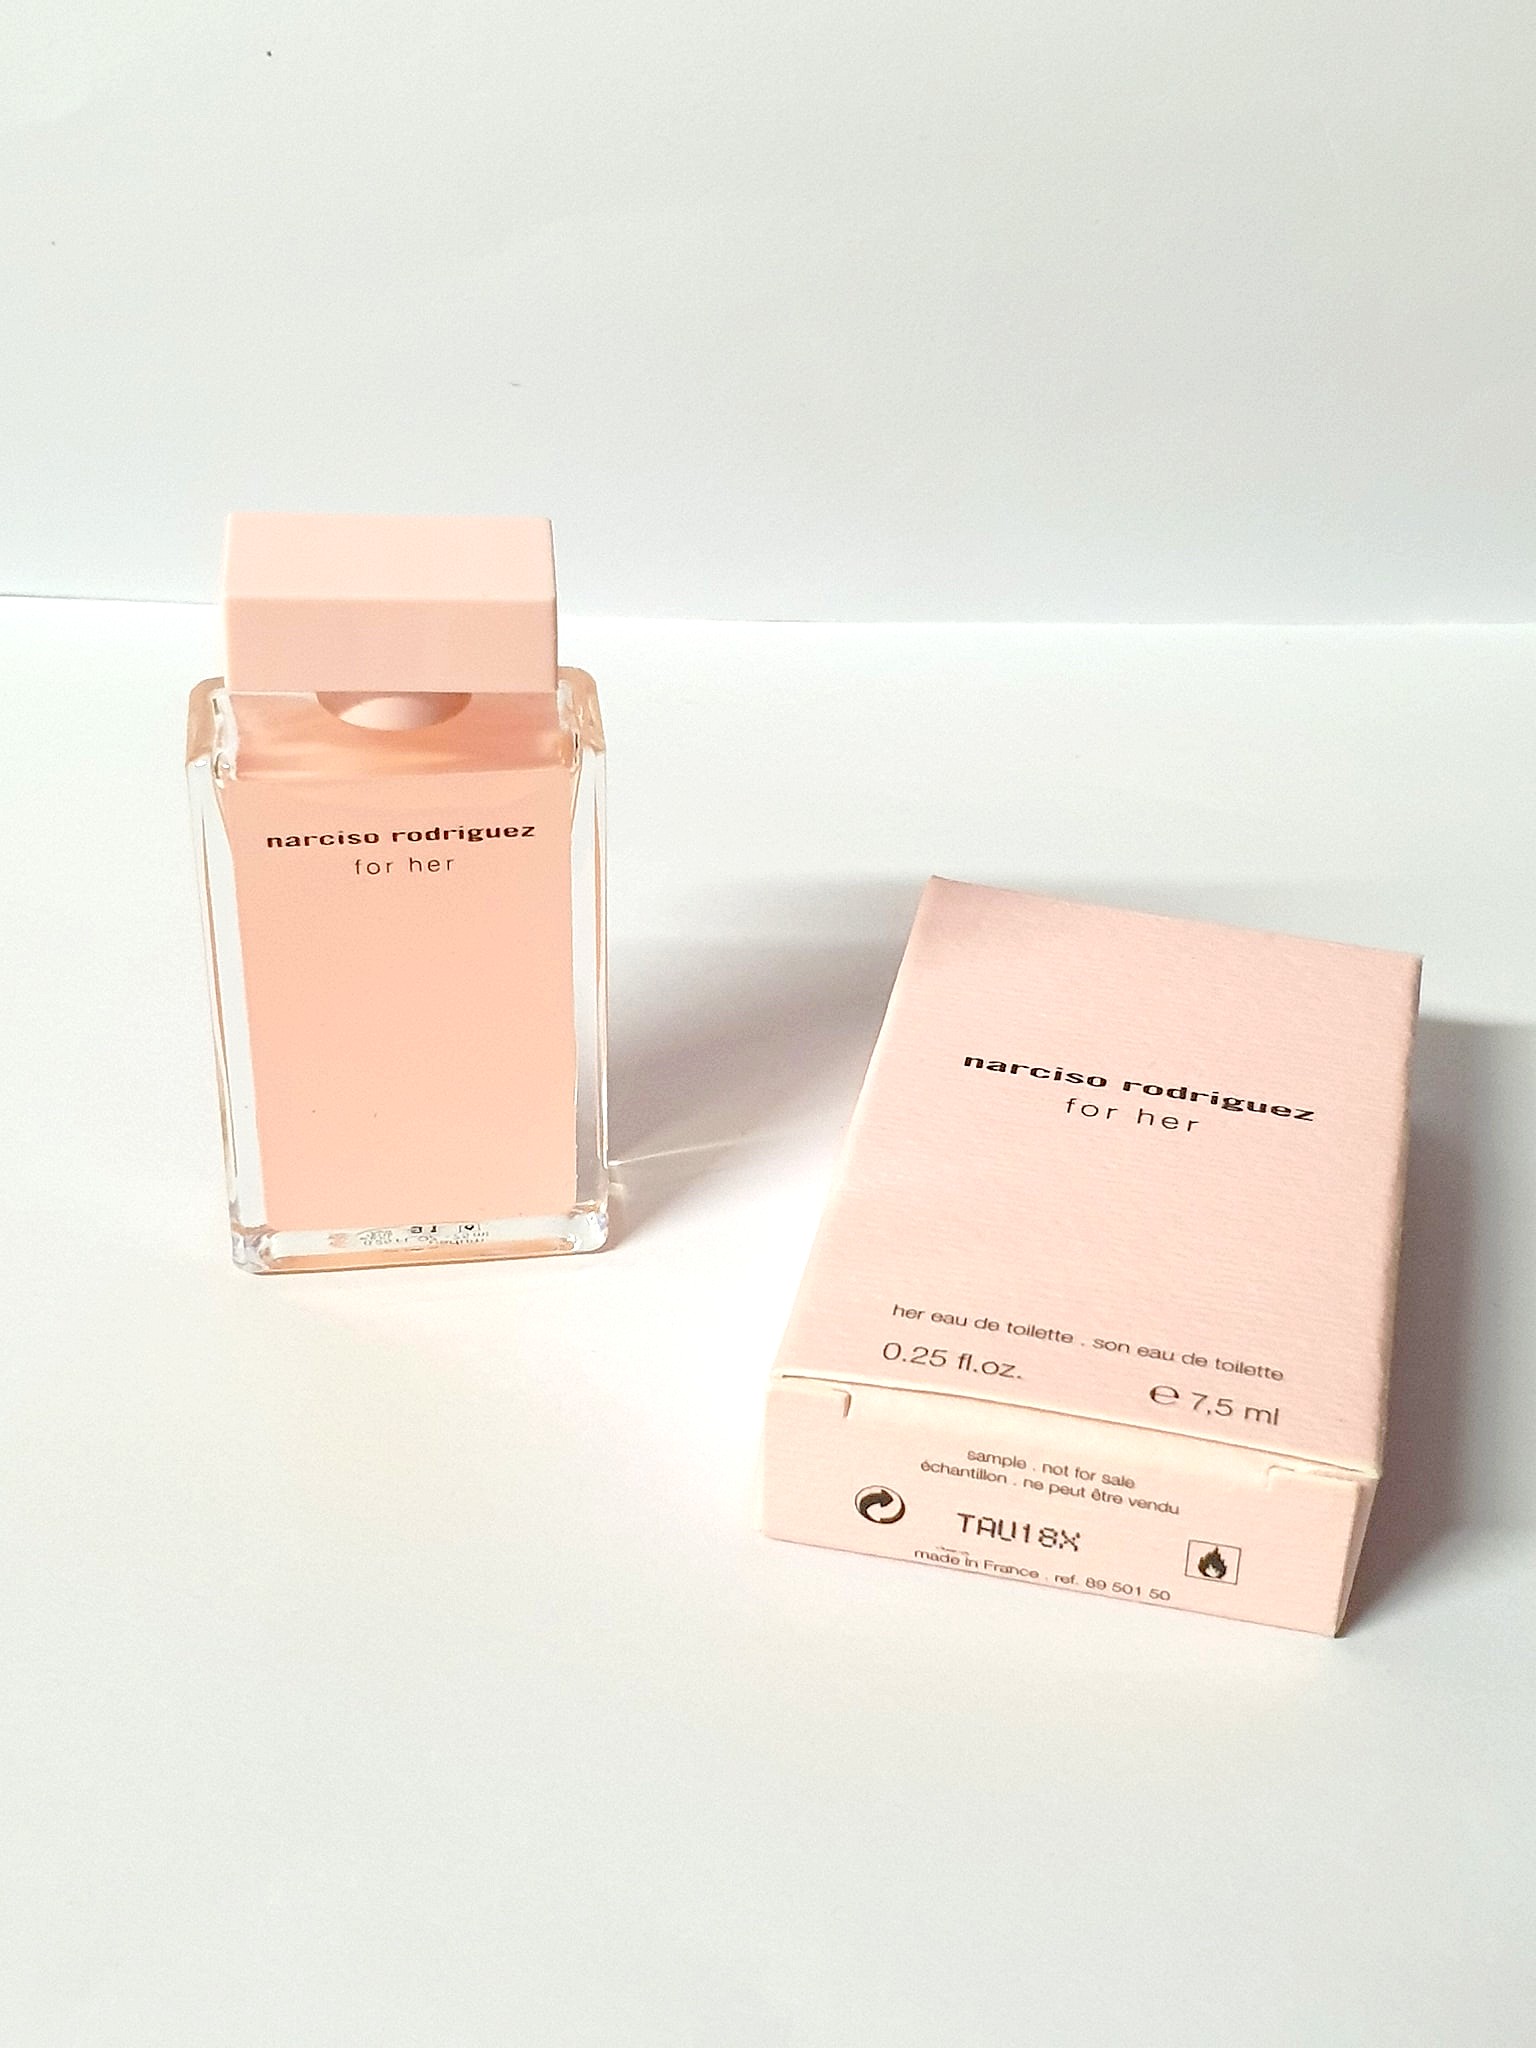 narciso rodriguez
for her
narciso rodriguez
for her
her eau de toilette . son eau de toilette
0.25 fl.oz.
℮ 7,5 ml
sample . not for sale
échantillon . ne peut être vendu
TAU18X
made in France . ref. 89 501 50